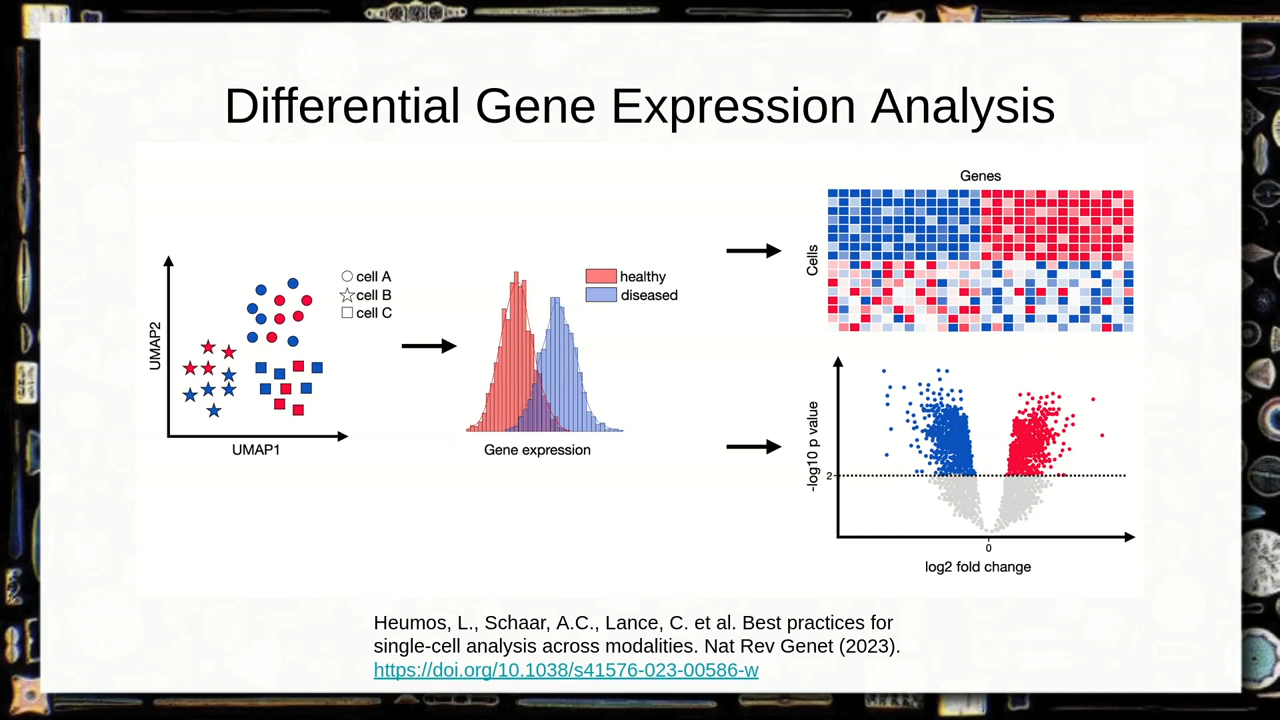 Differential Gene Expression Analysis
UMAP2
UMAP1
cell A
cell B
cell C
healthy
diseased
Gene expression
Genes
Cells
-log10 p value
2
0
log2 fold change
Heumos, L., Schaar, A.C., Lance, C. et al. Best practices for
single-cell analysis across modalities. Nat Rev Genet (2023).
https://doi.org/10.1038/s41576-023-00586-w